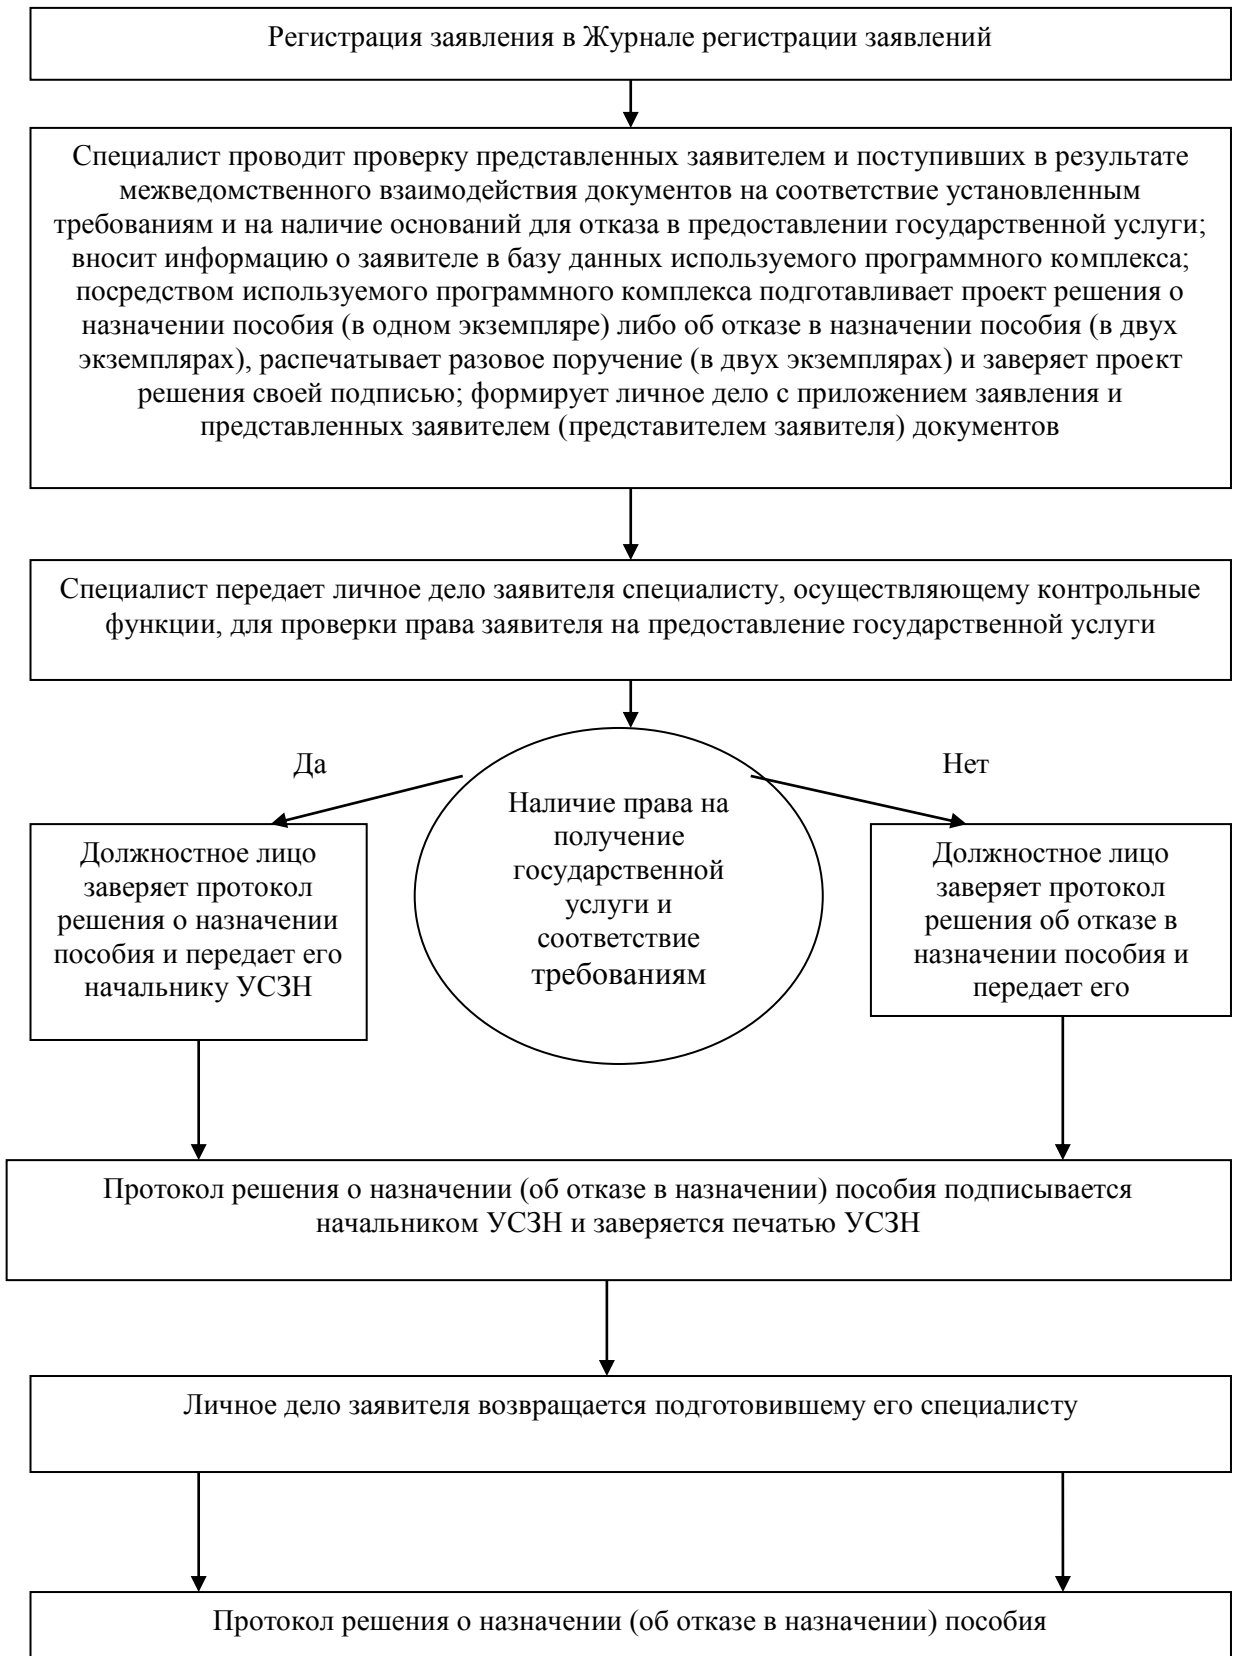 Регистрация заявления в Журнале регистрации заявлений
Специалист проводит проверку представленных заявителем и поступивших в результате
межведомственного взаимодействия документов на соответствие установленным
требованиям и на наличие оснований для отказа в предоставлении государственной услуги;
вносит информацию о заявителе в базу данных используемого программного комплекса;
посредством используемого программного комплекса подготавливает проект решения о
назначении пособия (в одном экземпляре) либо об отказе в назначении пособия (в двух
экземплярах), распечатывает разовое поручение (в двух экземплярах) и заверяет проект
решения своей подписью; формирует личное дело с приложением заявления и
представленных заявителем (представителем заявителя) документов
Специалист передает личное дело заявителя специалисту, осуществляющему контрольные
функции, для проверки права заявителя на предоставление государственной услуги
Да
Нет
Наличие права на
получение
государственной
услуги и
соответствие
требованиям
Должностное лицо
заверяет протокол
решения о назначении
пособия и передает его
начальнику УСЗН
Должностное лицо
заверяет протокол
решения об отказе в
назначении пособия и
передает его
Протокол решения о назначении (об отказе в назначении) пособия подписывается
начальником УСЗН и заверяется печатью УСЗН
Личное дело заявителя возвращается подготовившему его специалисту
Протокол решения о назначении (об отказе в назначении) пособия